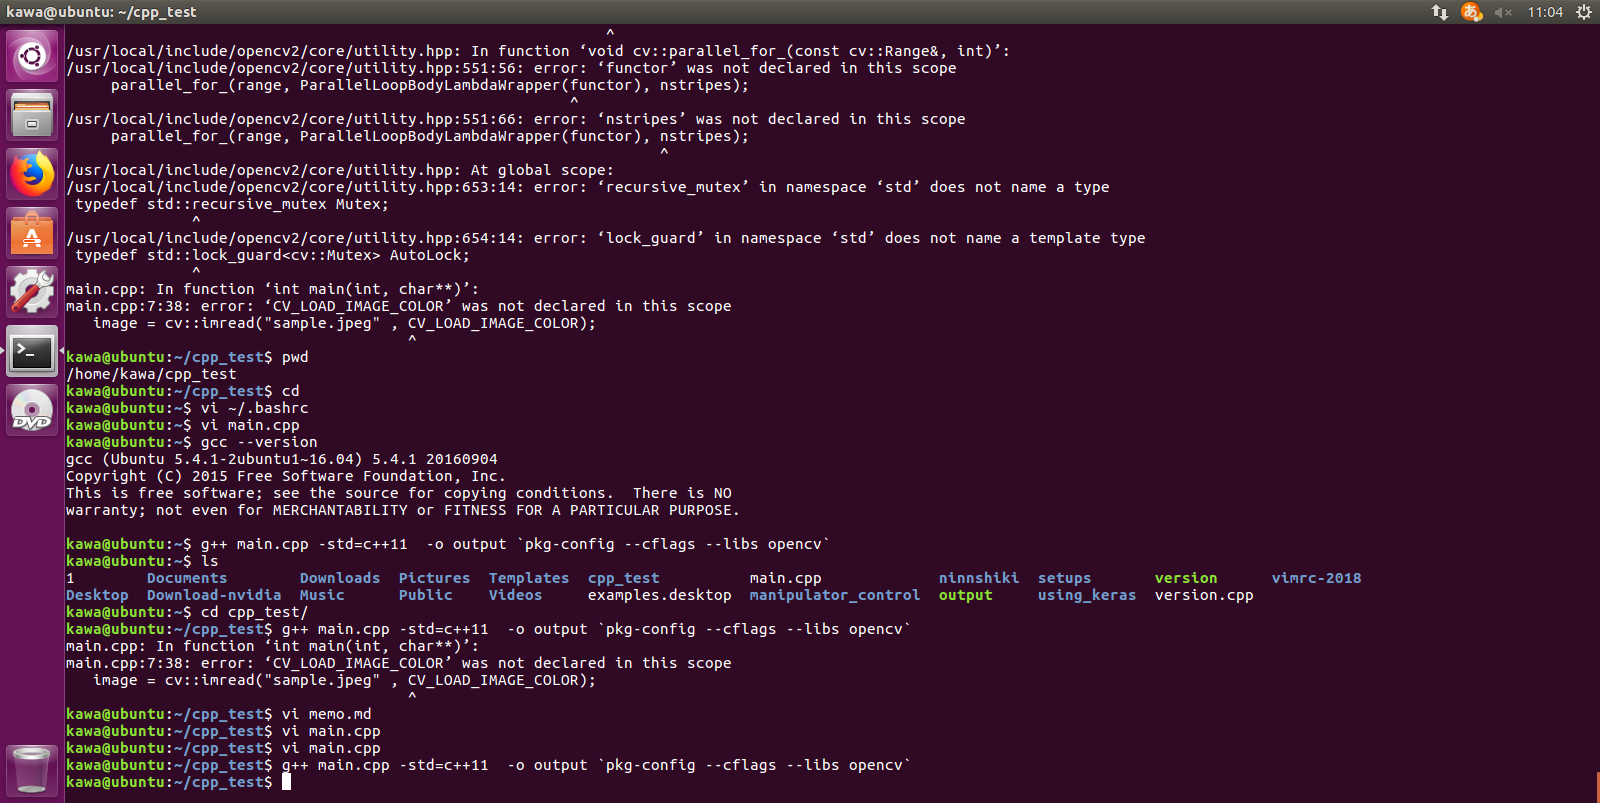 kawa@ubuntu: ~/cpp_test
あ
11:04
^
/usr/local/include/opencv2/core/utility.hpp: In function ‘void cv::parallel_for_(const cv::Range&, int)’:
/usr/local/include/opencv2/core/utility.hpp:551:56: error: ‘functor’ was not declared in this scope
     parallel_for_(range, ParallelLoopBodyLambdaWrapper(functor), nstripes);
^
/usr/local/include/opencv2/core/utility.hpp:551:66: error: ‘nstripes’ was not declared in this scope
     parallel_for_(range, ParallelLoopBodyLambdaWrapper(functor), nstripes);
^
/usr/local/include/opencv2/core/utility.hpp: At global scope:
/usr/local/include/opencv2/core/utility.hpp:653:14: error: ‘recursive_mutex’ in namespace ‘std’ does not name a type
 typedef std::recursive_mutex Mutex;
^
/usr/local/include/opencv2/core/utility.hpp:654:14: error: ‘lock_guard’ in namespace ‘std’ does not name a template type
 typedef std::lock_guard<cv::Mutex> AutoLock;
^
main.cpp: In function ‘int main(int, char**)’:
main.cpp:7:38: error: ‘CV_LOAD_IMAGE_COLOR’ was not declared in this scope
   image = cv::imread("sample.jpeg" , CV_LOAD_IMAGE_COLOR);
^
kawa@ubuntu:~/cpp_test$ pwd
/home/kawa/cpp_test
kawa@ubuntu:~/cpp_test$ cd
kawa@ubuntu:~$ vi ~/.bashrc
kawa@ubuntu:~$ vi main.cpp
kawa@ubuntu:~$ gcc --version
gcc (Ubuntu 5.4.1-2ubuntu1~16.04) 5.4.1 20160904
Copyright (C) 2015 Free Software Foundation, Inc.
This is free software; see the source for copying conditions.  There is NO
warranty; not even for MERCHANTABILITY or FITNESS FOR A PARTICULAR PURPOSE.
kawa@ubuntu:~$ g++ main.cpp -std=c++11  -o output `pkg-config --cflags --libs opencv`
kawa@ubuntu:~$ ls
1        Documents        Downloads  Pictures  Templates  cpp_test          main.cpp             ninnshiki  setups       version      vimrc-2018
Desktop  Download-nvidia  Music      Public    Videos     examples.desktop  manipulator_control  output     using_keras  version.cpp
kawa@ubuntu:~$ cd cpp_test/
kawa@ubuntu:~/cpp_test$ g++ main.cpp -std=c++11  -o output `pkg-config --cflags --libs opencv`
main.cpp: In function ‘int main(int, char**)’:
main.cpp:7:38: error: ‘CV_LOAD_IMAGE_COLOR’ was not declared in this scope
   image = cv::imread("sample.jpeg" , CV_LOAD_IMAGE_COLOR);
^
kawa@ubuntu:~/cpp_test$ vi memo.md
kawa@ubuntu:~/cpp_test$ vi main.cpp
kawa@ubuntu:~/cpp_test$ vi main.cpp
kawa@ubuntu:~/cpp_test$ g++ main.cpp -std=c++11  -o output `pkg-config --cflags --libs opencv`
kawa@ubuntu:~/cpp_test$
DVD